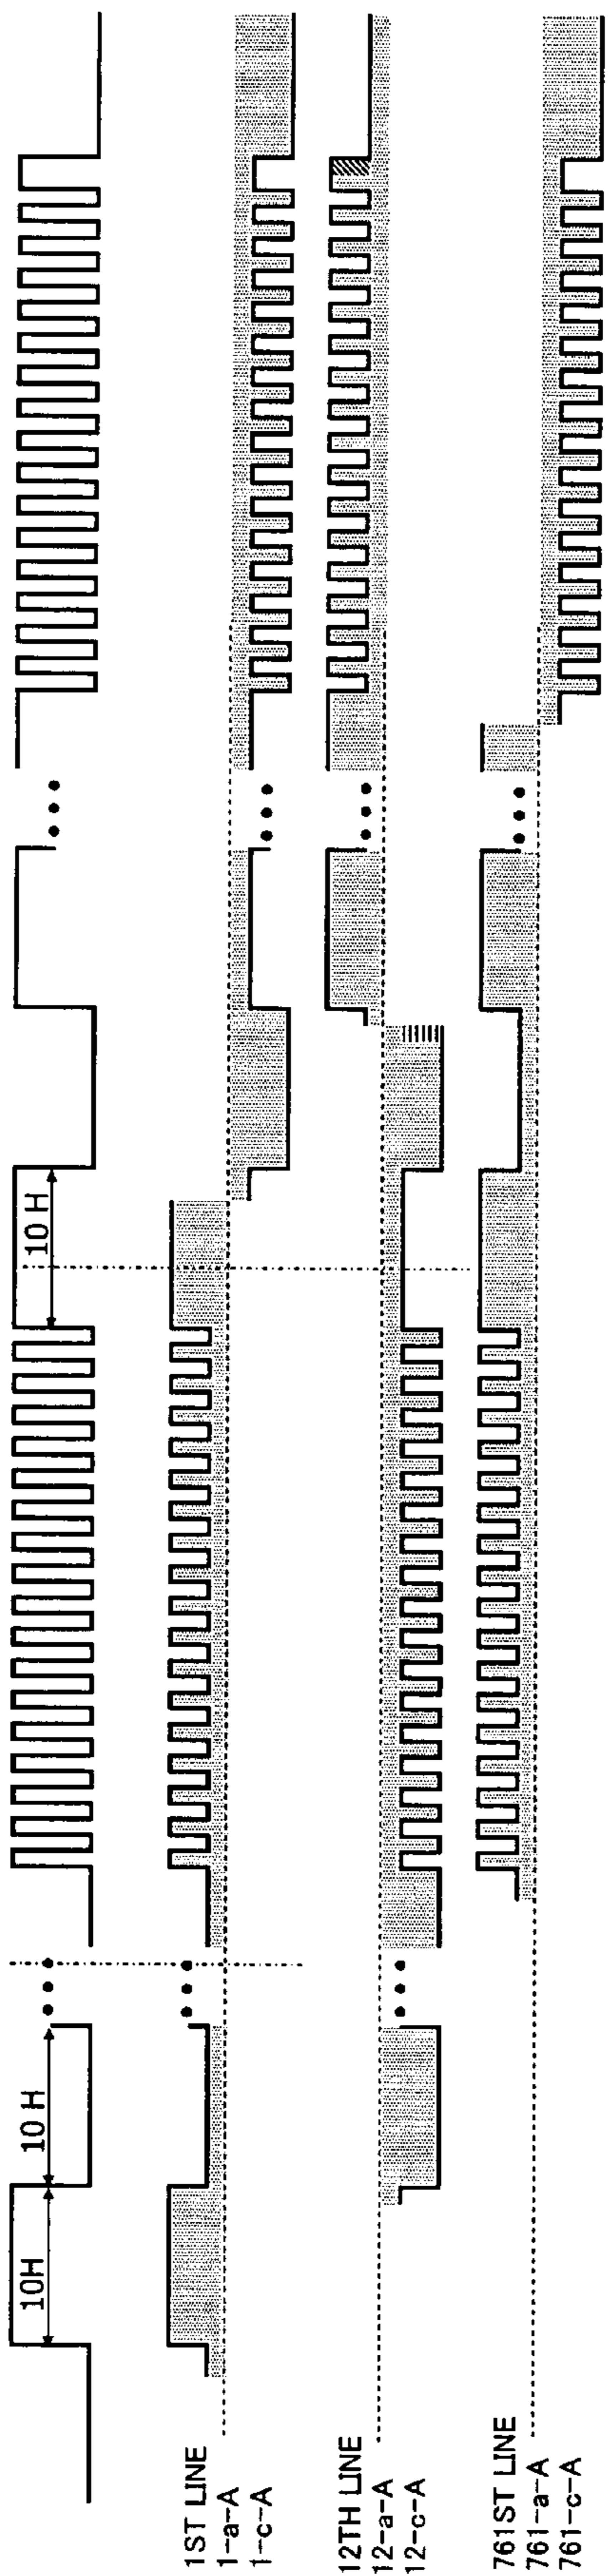 10H
10 H
10 H
1ST LINE
1-a-A
1-c-A
12TH LINE
12-a-A
12-c-A
761ST LINE
761-a-A
761-c-A